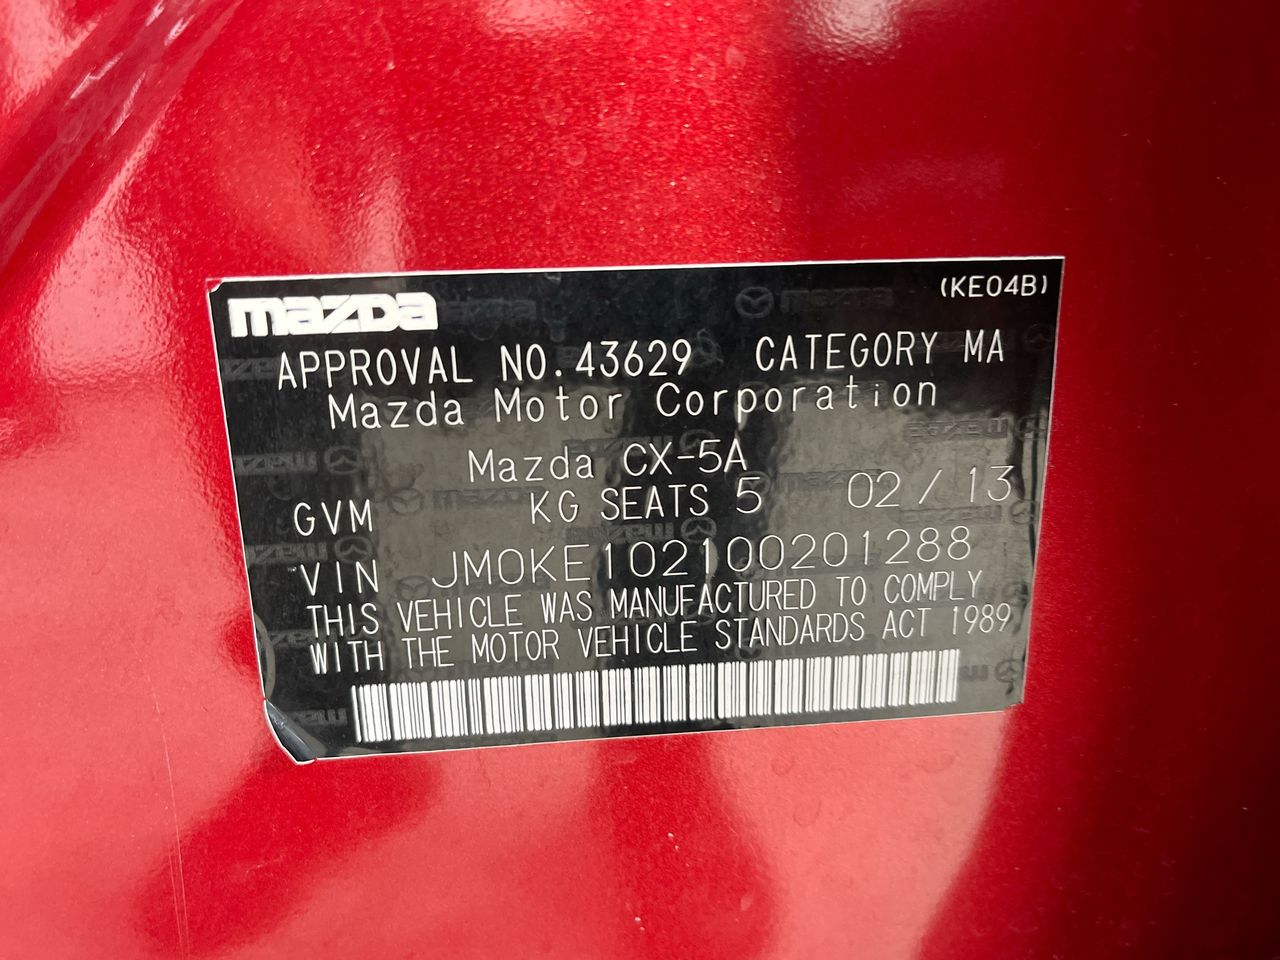 mazda (KE04B)
APPROVAL NO.43629 CATEGORY MA
Mazda Motor Corporation
Mazda CX-5A
GVM KG SEATS 5 02/13
VIN JM0KE102100201288
THIS VEHICLE WAS MANUFACTURED TO COMPLY
WITH THE MOTOR VEHICLE STANDARDS ACT 1989